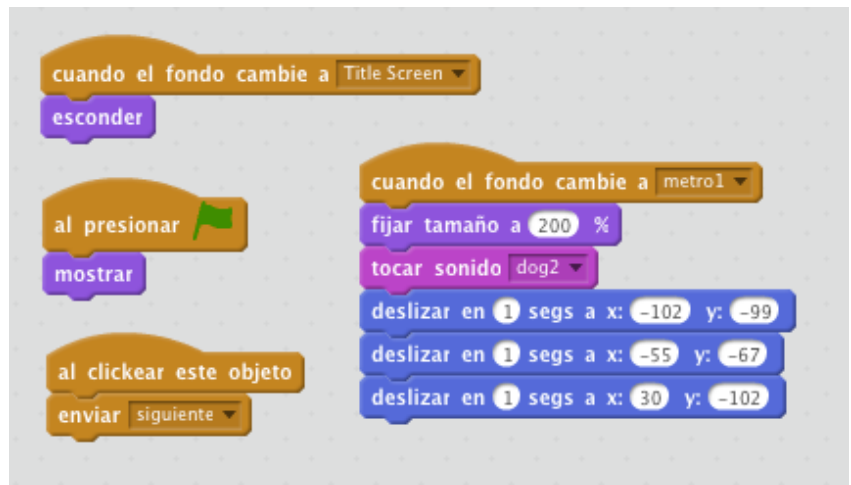 cuando el fondo cambie a Title Screen
esconder
al presionar
mostrar
al clickear este objeto
enviar siguiente
cuando el fondo cambie a metro1
fijar tamaño a 200 %
tocar sonido dog2
deslizar en 1 segs a x: -102 y: -99
deslizar en 1 segs a x: -55 y: -67
deslizar en 1 segs a x: 30 y: -102